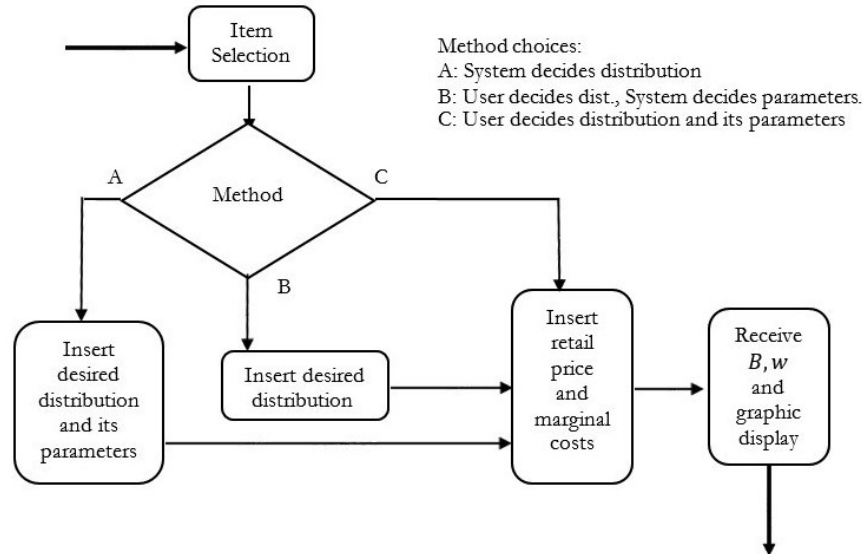 Item
Selection
Method choices:
A: System decides distribution
B: User decides dist., System decides parameters.
C: User decides distribution and its parameters
A
Method
C
B
Insert
desired
distribution
and its
parameters
Insert desired
distribution
Insert
retail
price
and
marginal
costs
Receive
B, w
and
graphic
display